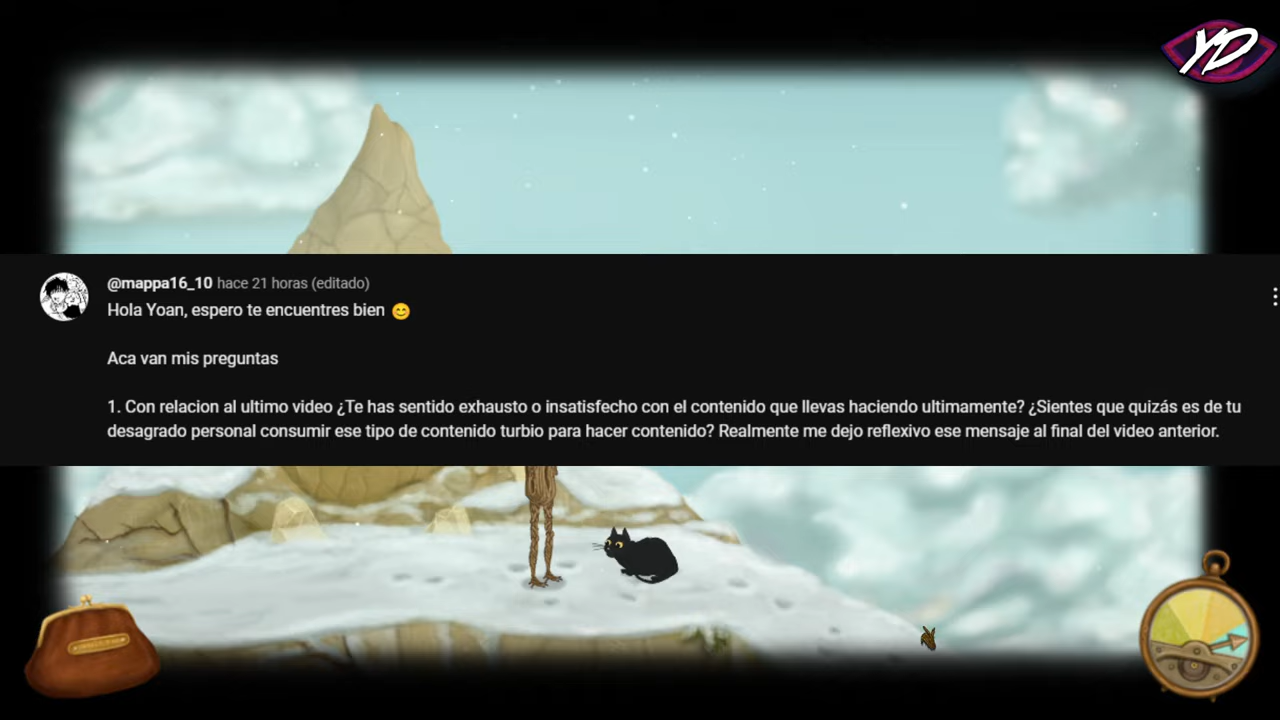 YD
@mappa16_10 hace 21 horas (editado)
Hola Yoan, espero te encuentres bien 😊
Aca van mis preguntas
1. Con relacion al ultimo video ¿Te has sentido exhausto o insatisfecho con el contenido que llevas haciendo ultimamente? ¿Sientes que quizás es de tu
desagrado personal consumir ese tipo de contenido turbio para hacer contenido? Realmente me dejo reflexivo ese mensaje al final del video anterior.